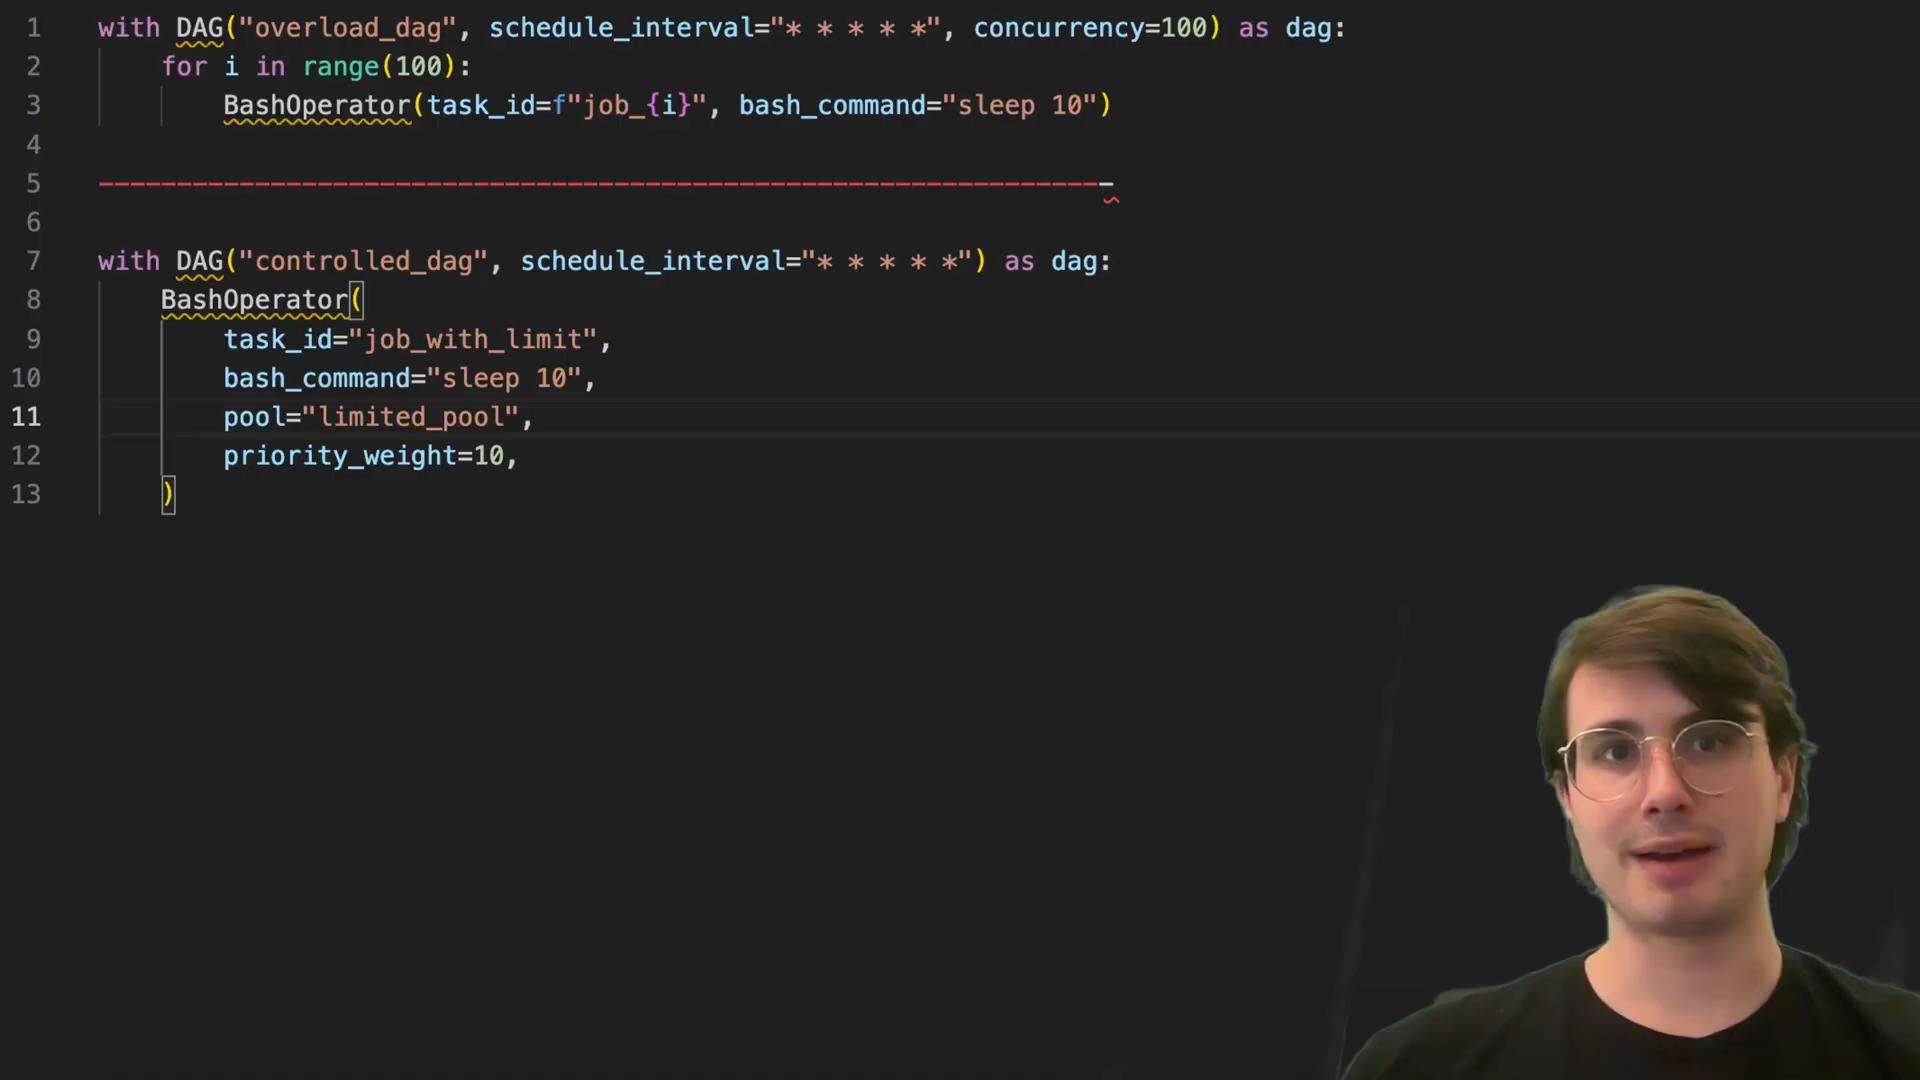 1 with DAG("overload_dag", schedule_interval="* * * * *", concurrency=100) as dag:
2 for i in range(100):
3 BashOperator(task_id=f"job_{i}", bash_command="sleep 10")
4
5 -----------------------------------------------------------------
6
7 with DAG("controlled_dag", schedule_interval="* * * * *") as dag:
8 BashOperator(
9 task_id="job_with_limit",
10 bash_command="sleep 10",
11 pool="limited_pool",
12 priority_weight=10,
13 )